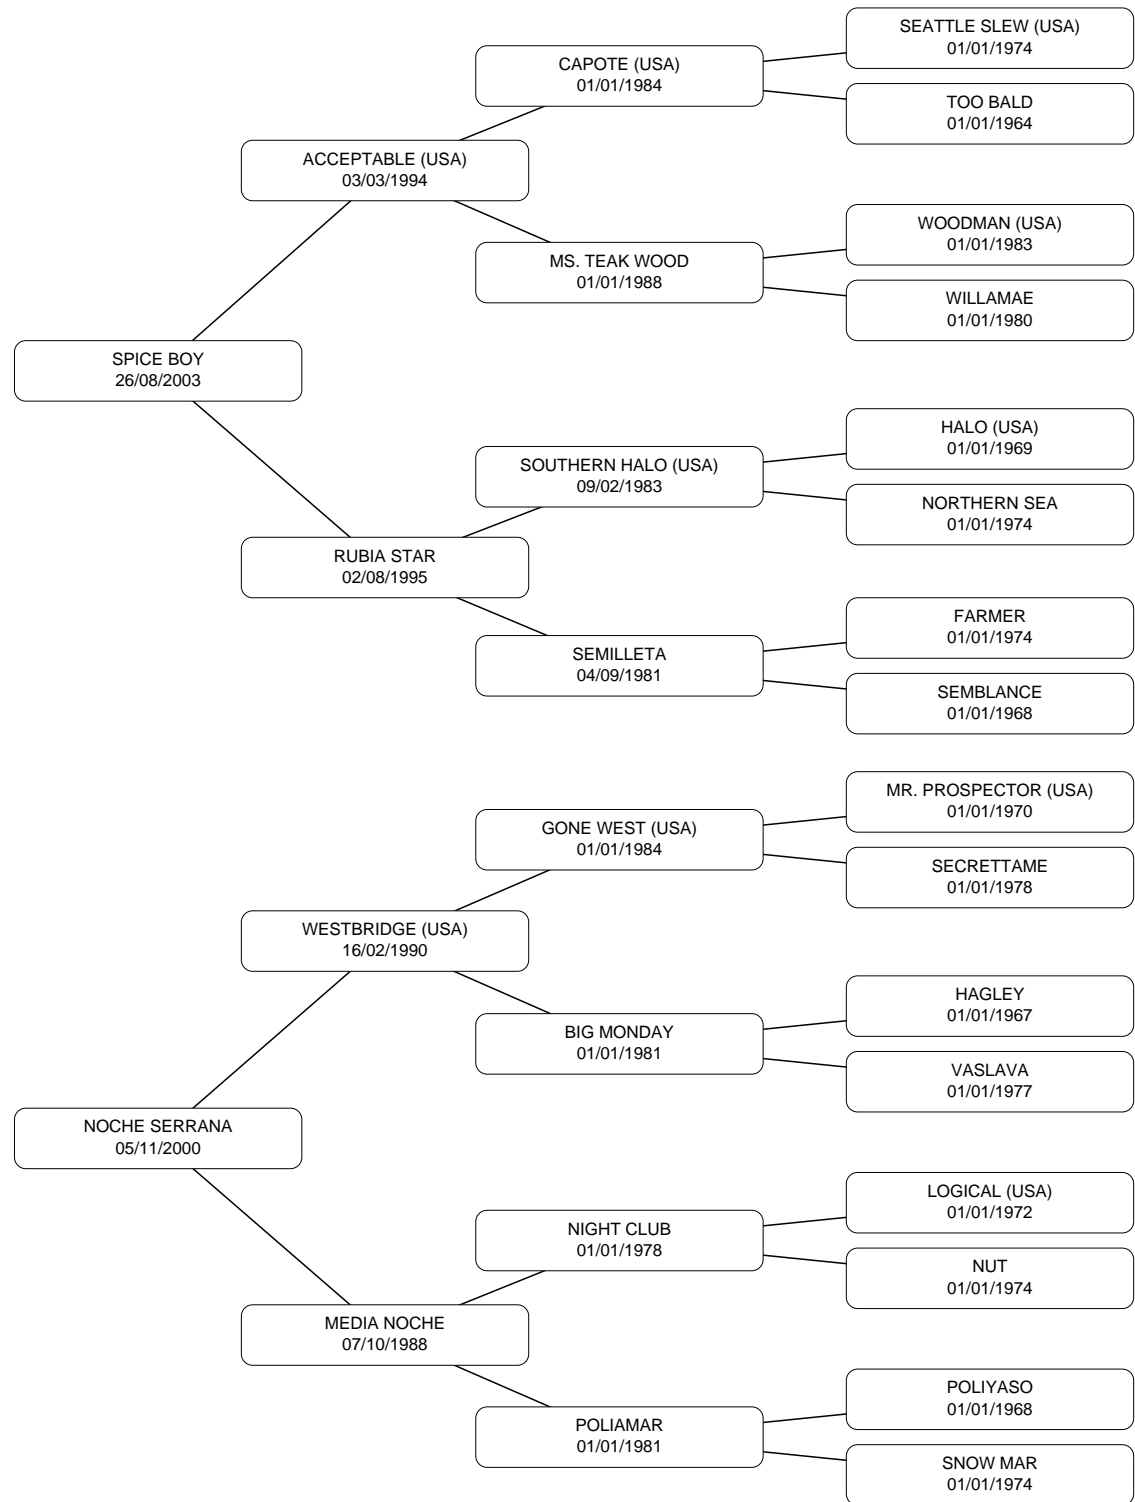 SEATTLE SLEW (USA)
01/01/1974
CAPOTE (USA)
01/01/1984
TOO BALD
01/01/1964
ACCEPTABLE (USA)
03/03/1994
WOODMAN (USA)
01/01/1983
MS. TEAK WOOD
01/01/1988
WILLAMAE
01/01/1980
SPICE BOY
26/08/2003
HALO (USA)
01/01/1969
SOUTHERN HALO (USA)
09/02/1983
NORTHERN SEA
01/01/1974
RUBIA STAR
02/08/1995
FARMER
01/01/1974
SEMILLETA
04/09/1981
SEMBLANCE
01/01/1968
MR. PROSPECTOR (USA)
01/01/1970
GONE WEST (USA)
01/01/1984
SECRETTAME
01/01/1978
WESTBRIDGE (USA)
16/02/1990
HAGLEY
01/01/1967
BIG MONDAY
01/01/1981
VASLAVA
01/01/1977
NOCHE SERRANA
05/11/2000
LOGICAL (USA)
01/01/1972
NIGHT CLUB
01/01/1978
NUT
01/01/1974
MEDIA NOCHE
07/10/1988
POLIYASO
01/01/1968
POLIAMAR
01/01/1981
SNOW MAR
01/01/1974